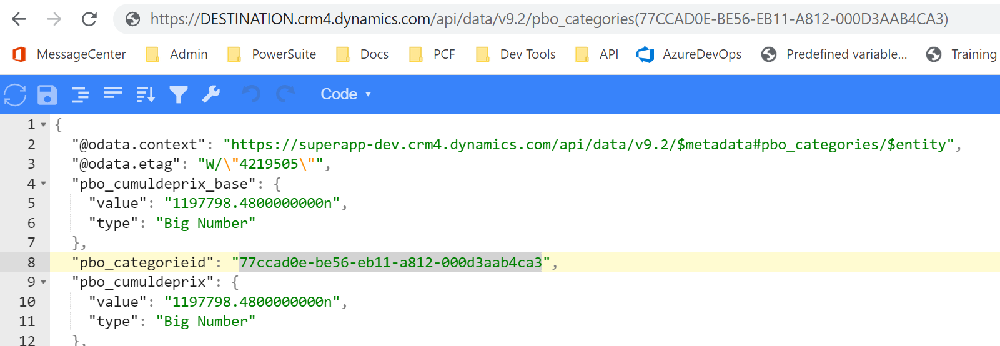 https://DESTINATION.crm4.dynamics.com/api/data/v9.2/pbo_categories(77CCAD0E-BE56-EB11-A812-000D3AAB4CA3)
MessageCenter Admin PowerSuite Docs PCF Dev Tools API AzureDevOps Predefined variable... Training
Code
1 {
2 "@odata.context": "https://superapp-dev.crm4.dynamics.com/api/data/v9.2/$metadata#pbo_categories/$entity",
3 "@odata.etag": "W/\"4219505\"",
4 "pbo_cumuldeprix_base": {
5 "value": "1197798.4800000000n",
6 "type": "Big Number"
7 },
8 "pbo_categorieid": "77ccad0e-be56-eb11-a812-000d3aab4ca3",
9 "pbo_cumuldeprix": {
10 "value": "1197798.4800000000n",
11 "type": "Big Number"
12 },